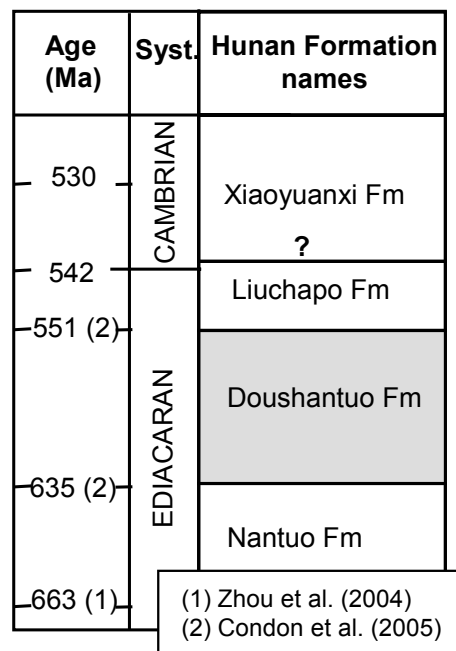 Age
(Ma)
Syst.
Hunan Formation
names
530
542
551 (2)
635 (2)
663 (1)
CAMBRIAN
EDIACARAN
Xiaoyuanxi Fm
?
Liuchapo Fm
Doushantuo Fm
Nantuo Fm
(1) Zhou et al. (2004)
(2) Condon et al. (2005)